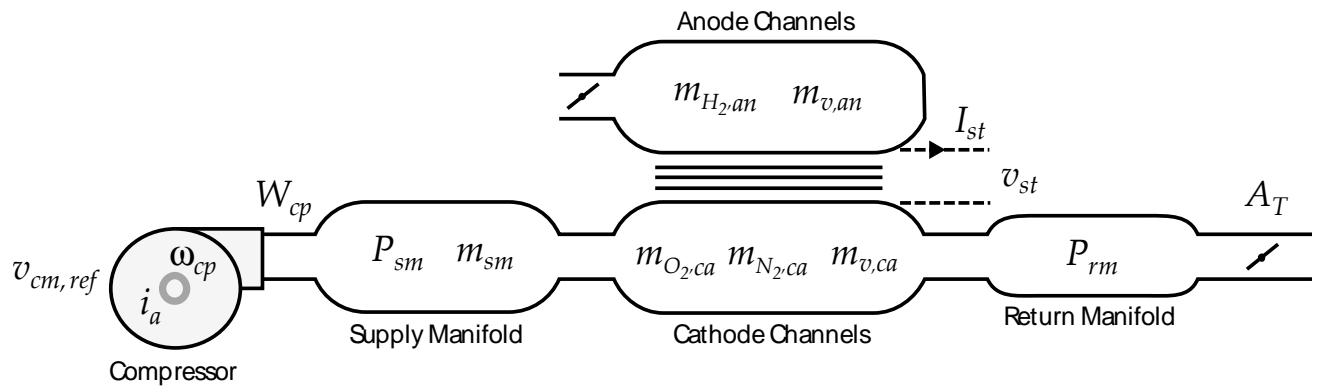 Anode Channels
m_{H_2,an} m_{v,an}
I_{st}
v_{st}
W_{cp}
A_T
ω_{cp}
P_{sm} m_{sm}
m_{O_2,ca} m_{N_2,ca} m_{v,ca}
P_{rm}
v_{cm,ref}
i_a
Supply Manifold
Cathode Channels
Return Manifold
Compressor